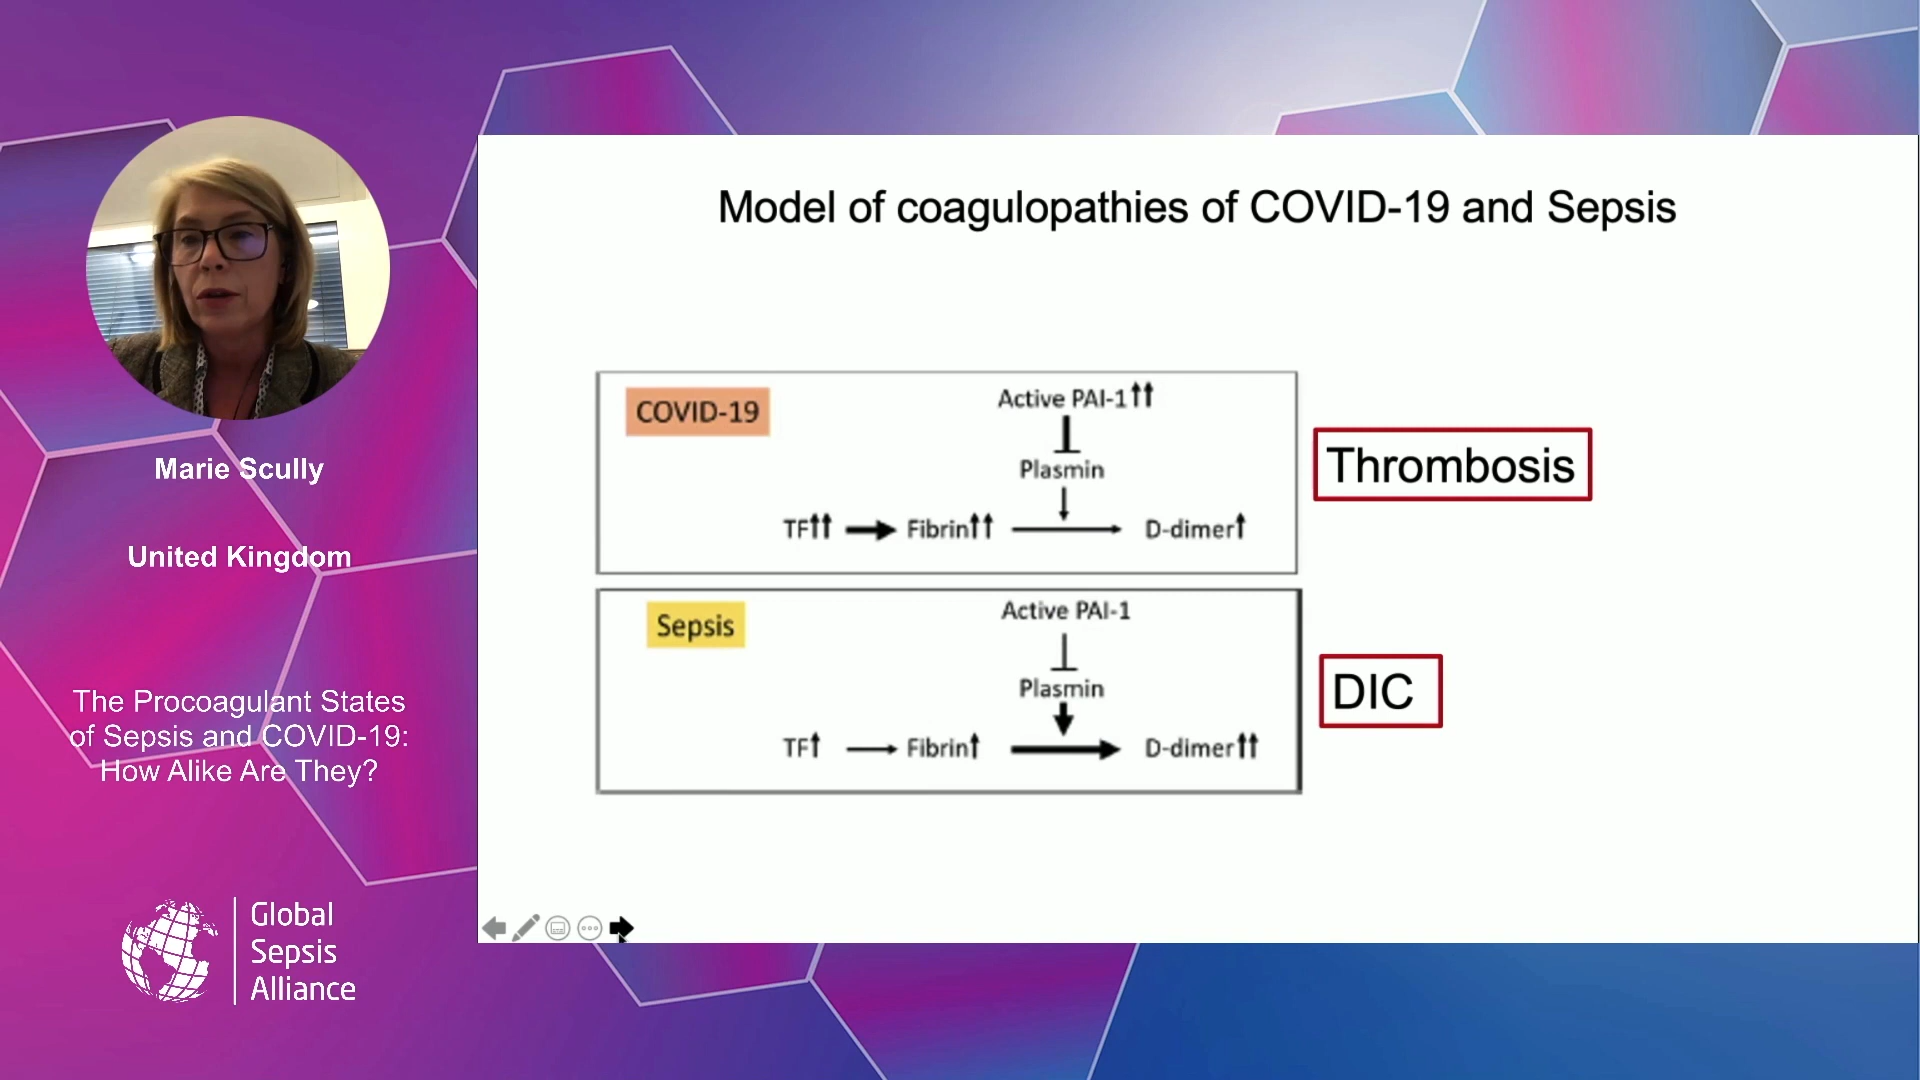 Marie Scully
United Kingdom
The Procoagulant States
of Sepsis and COVID-19:
How Alike Are They?
Global
Sepsis
Alliance
Model of coagulopathies of COVID-19 and Sepsis
COVID-19
Active PAI-1⬆⬆
Plasmin
TF⬆⬆ Fibrin⬆⬆ D-dimer⬆
Thrombosis
Sepsis
Active PAI-1
Plasmin
TF⬆ Fibrin⬆ D-dimer⬆⬆
DIC